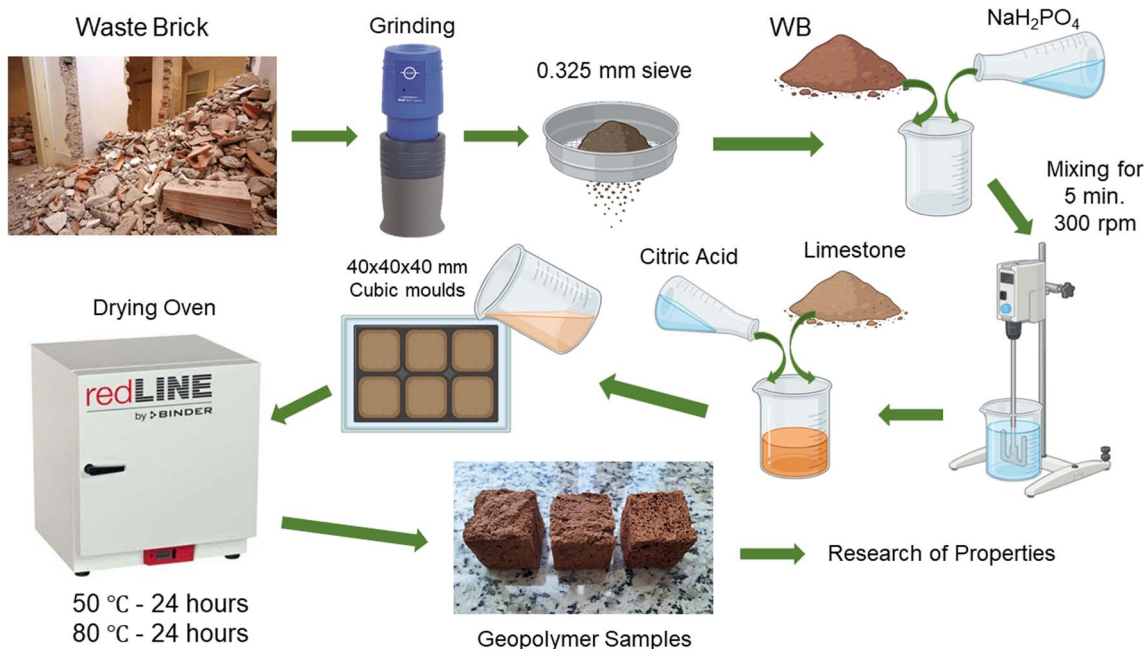 Waste Brick
Grinding
0.325 mm sieve
WB
NaH₂PO₄
Mixing for
5 min.
300 rpm
Limestone
Citric Acid
40x40x40 mm
Cubic moulds
Drying Oven
redLINE
by BINDER
50 ℃ - 24 hours
80 ℃ - 24 hours
Geopolymer Samples
Research of Properties